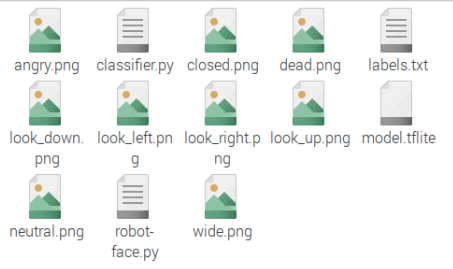 angry.png classifier.py closed.png dead.png labels.txt
look_down. look_left.pn look_right.p look_up.png model.tflite
png g ng
neutral.png robot- wide.png
face.py